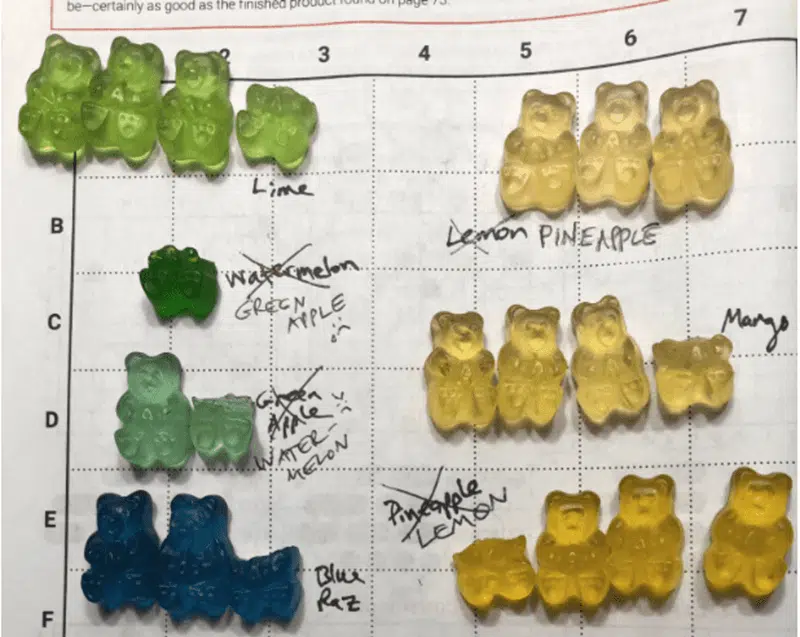 be—certainly as good as the finished product found on page 75.
2 3 4 5 6 7
Lime
B
Lemon PINEAPPLE
Watermelon
GREEN
APPLE
C
Mango
D
Green
Apple
WATER-
MELON
Pineapple
LEMON
E
Blue
Raz
F